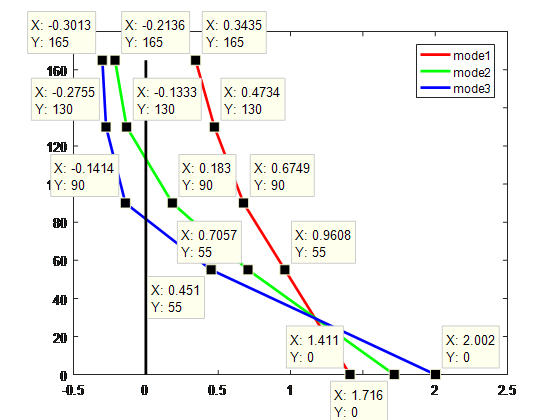 X: -0.3013
Y: 165
X: -0.2136
Y: 165
X: 0.3435
Y: 165
mode1
mode2
mode3
160
X: -0.2755
Y: 130
X: -0.1333
Y: 130
X: 0.4734
Y: 130
120
X: -0.1414
Y: 90
X: 0.183
Y: 90
X: 0.6749
Y: 90
80
X: 0.7057
Y: 55
X: 0.9608
Y: 55
60
X: 0.451
Y: 55
40
20
X: 1.411
Y: 0
X: 2.002
Y: 0
0
X: 1.716
Y: 0
-0.5
0
0.5
1
2
2.5